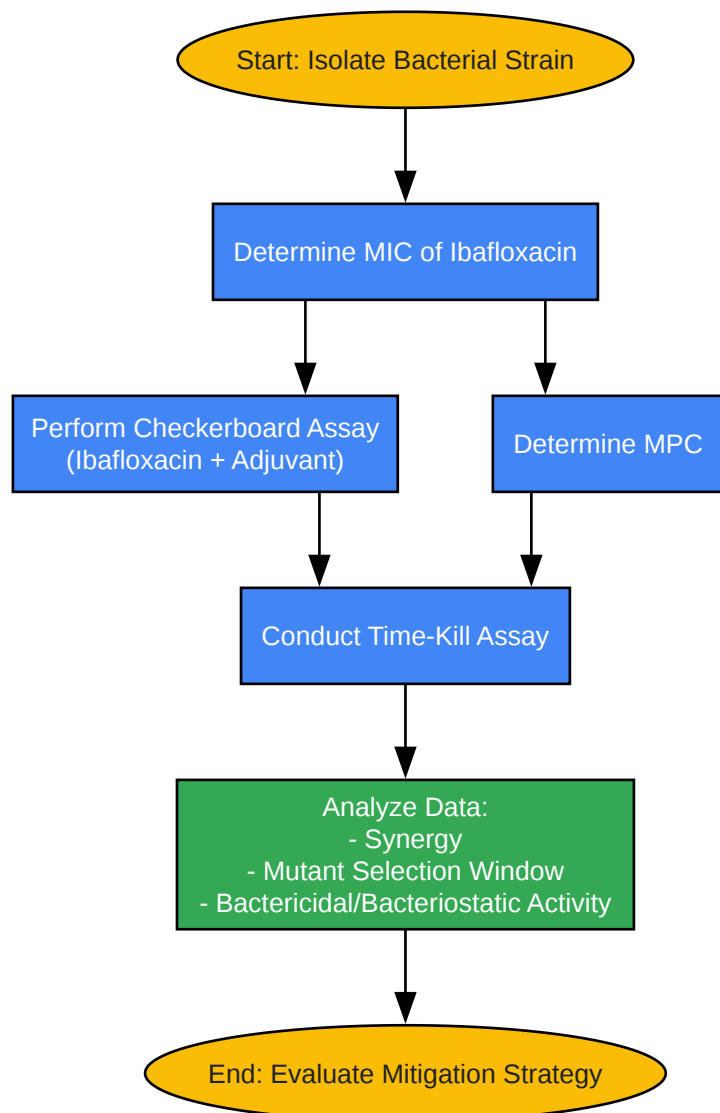 Start: Isolate Bacterial Strain
Determine MIC of Ibafloxacin
Perform Checkerboard Assay
(Ibafloxacin + Adjuvant)
Determine MPC
Conduct Time-Kill Assay
Analyze Data:
- Synergy
- Mutant Selection Window
- Bactericidal/Bacteriostatic Activity
End: Evaluate Mitigation Strategy